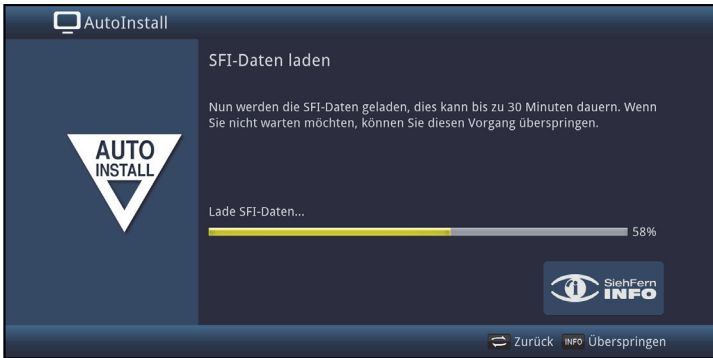 AutoInstall
SFI-Daten laden
Nun werden die SFI-Daten geladen, dies kann bis zu 30 Minuten dauern. Wenn
Sie nicht warten möchten, können Sie diesen Vorgang überspringen.
AUTO
INSTALL
Lade SFI-Daten...
58%
SiehFern
INFO
Zurück INFO Überspringen